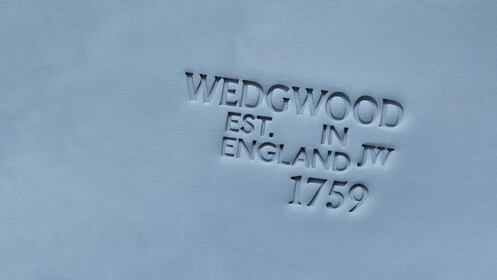 WEDGWOOD
EST. IN
ENGLAND JW
1759